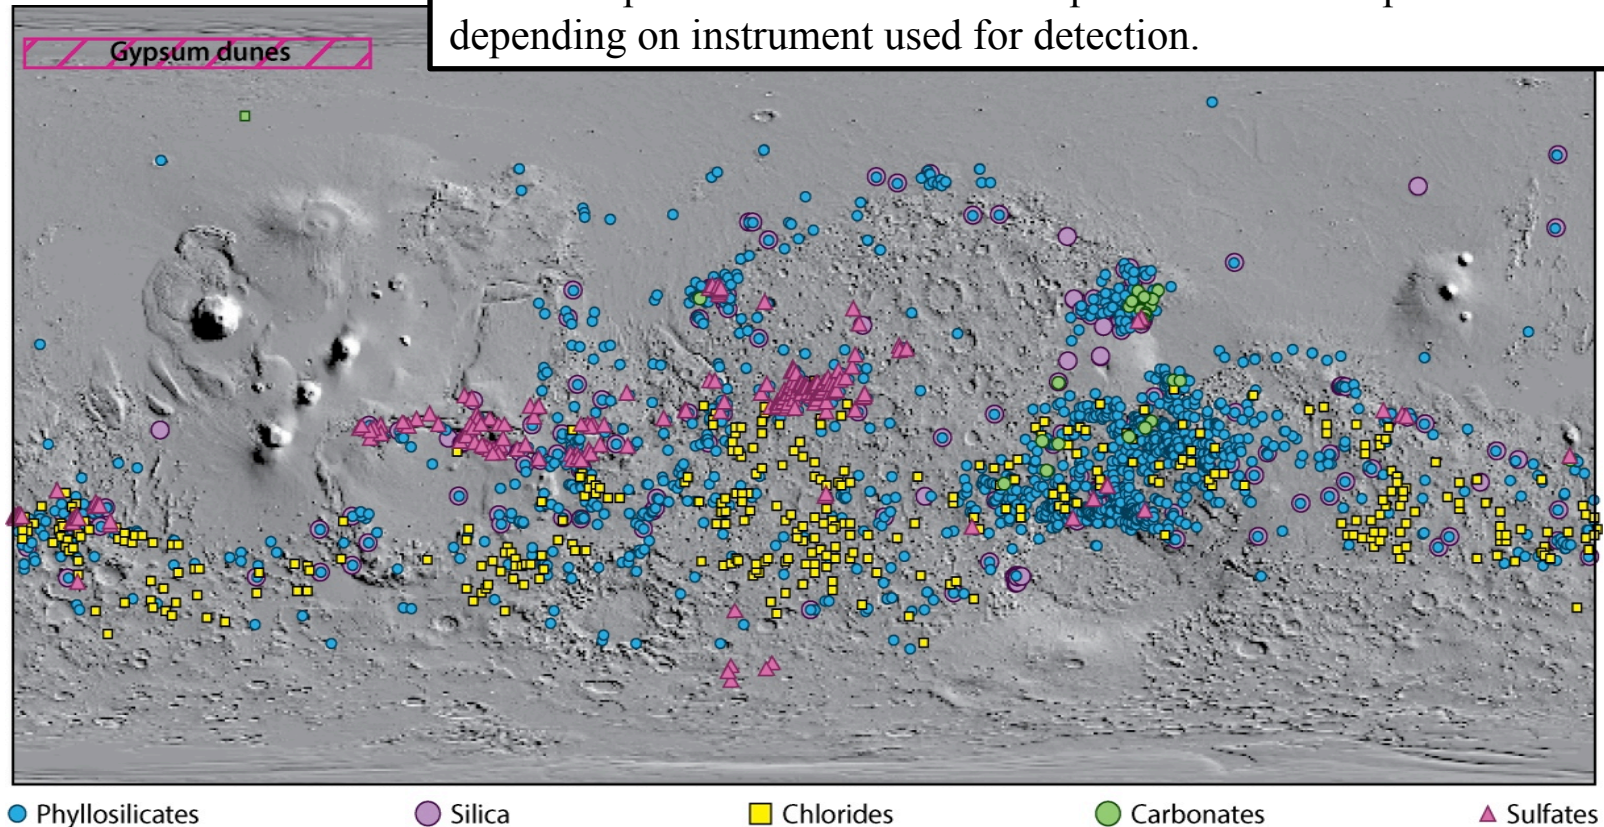 depending on instrument used for detection.
Gypsum dunes
Phyllosilicates
Silica
Chlorides
Carbonates
Sulfates